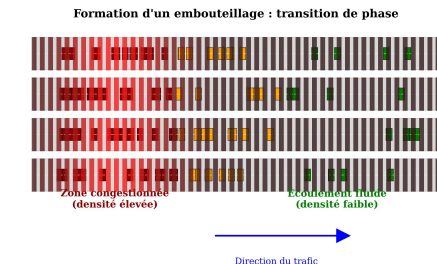 Formation d'un embouteillage : transition de phase
Zone congestionnée
(densité élevée)
Écoulement fluide
(densité faible)
Direction du trafic